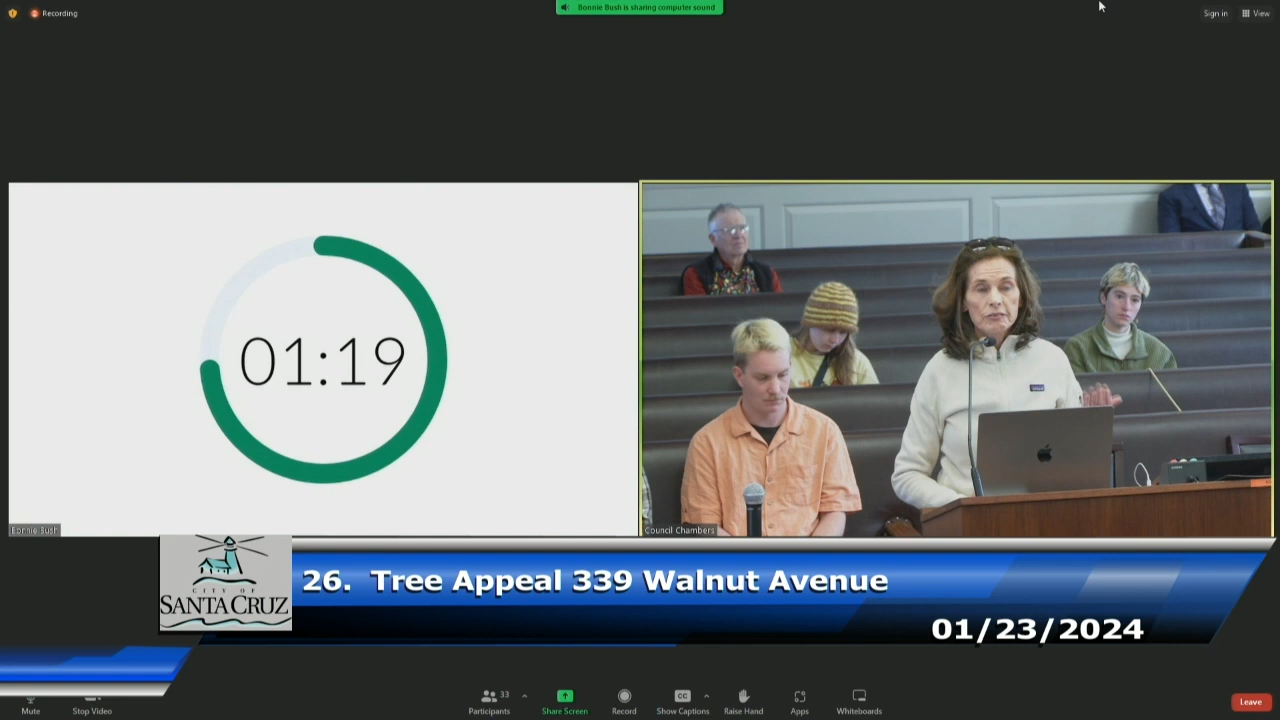 Recording
Bonnie Bush is sharing computer sound
Sign in
View
01:19
Bonnie Bush
Council Chambers
CITY OF
SANTA CRUZ
26. Tree Appeal 339 Walnut Avenue
01/23/2024
Mute
Stop Video
Participants
33
Share Screen
Record
CC
Show Captions
Raise Hand
Apps
Whiteboards
Leave